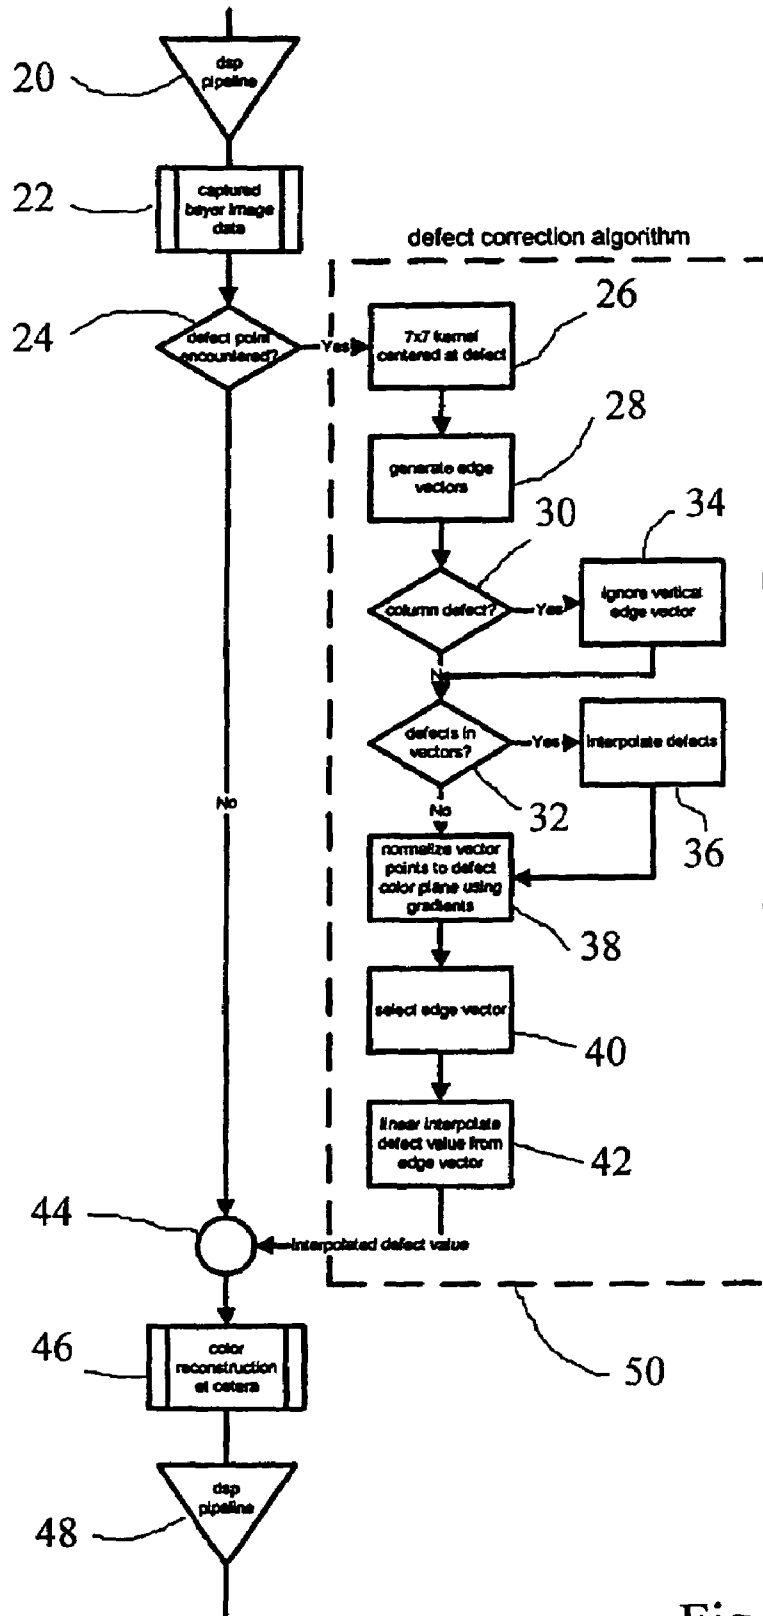 20
dsp
pipeline
22
captured
bayer image
data
defect correction algorithm
24
defect point
encountered?
Yes
26
7x7 kernel
centered at defect
28
generate edge
vectors
30
column defect?
Yes
34
ignore vertical
edge vector
defects in
vectors?
Yes
interpolate defects
No
No
32
36
normalize vector
points to defect
color plane using
gradients
38
select edge vector
40
linear interpolate
defect value from
edge vector
42
44
interpolated defect value
46
color
reconstruction
et cetera
50
dsp
pipeline
48